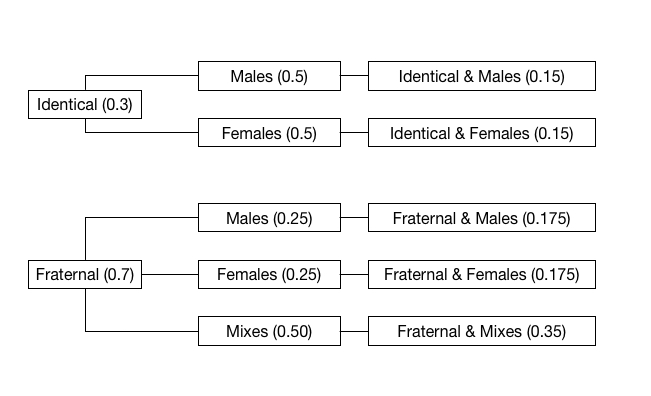 Males (0.5)
Identical & Males (0.15)
Identical (0.3)
Females (0.5)
Identical & Females (0.15)
Males (0.25)
Fraternal & Males (0.175)
Fraternal (0.7)
Females (0.25)
Fraternal & Females (0.175)
Mixes (0.50)
Fraternal & Mixes (0.35)